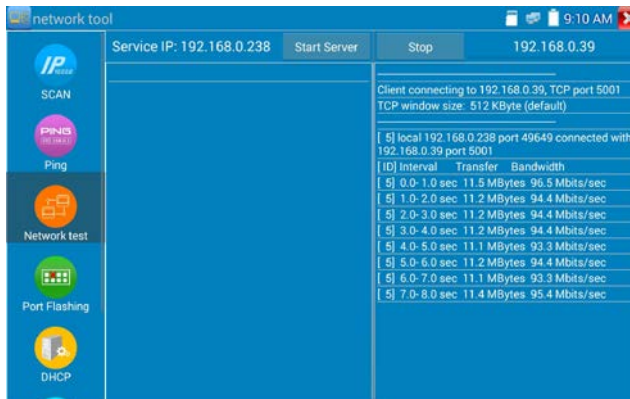 network tool
9:10 AM
Service IP: 192.168.0.238
Start Server
Stop
192.168.0.39
IP
SCAN
PING
Ping
Network test
Port Flashing
DHCP
Client connecting to 192.168.0.39, TCP port 5001
TCP window size: 512 KByte (default)
[ 5] local 192.168.0.238 port 49649 connected with
192.168.0.39 port 5001
[ID] Interval Transfer Bandwidth
[ 5] 0.0- 1.0 sec 11.5 MBytes 96.5 Mbits/sec
[ 5] 1.0- 2.0 sec 11.2 MBytes 94.4 Mbits/sec
[ 5] 2.0- 3.0 sec 11.2 MBytes 94.4 Mbits/sec
[ 5] 3.0- 4.0 sec 11.2 MBytes 94.4 Mbits/sec
[ 5] 4.0- 5.0 sec 11.1 MBytes 93.3 Mbits/sec
[ 5] 5.0- 6.0 sec 11.2 MBytes 94.4 Mbits/sec
[ 5] 6.0- 7.0 sec 11.1 MBytes 93.3 Mbits/sec
[ 5] 7.0- 8.0 sec 11.4 MBytes 95.4 Mbits/sec